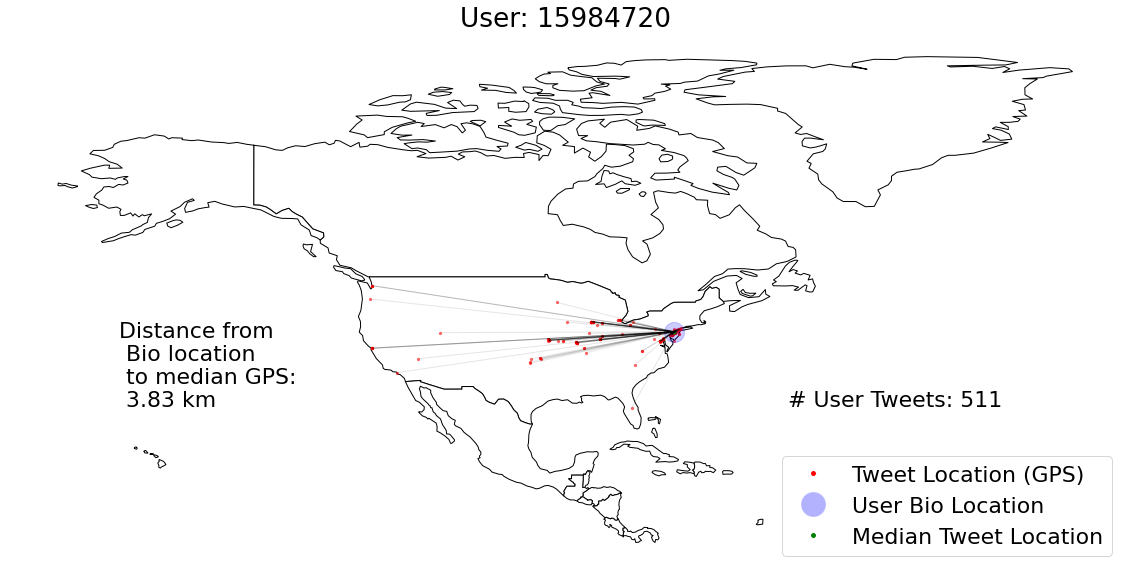 User: 15984720
Distance from
Bio location
to median GPS:
3.83 km
# User Tweets: 511
Tweet Location (GPS)
User Bio Location
Median Tweet Location